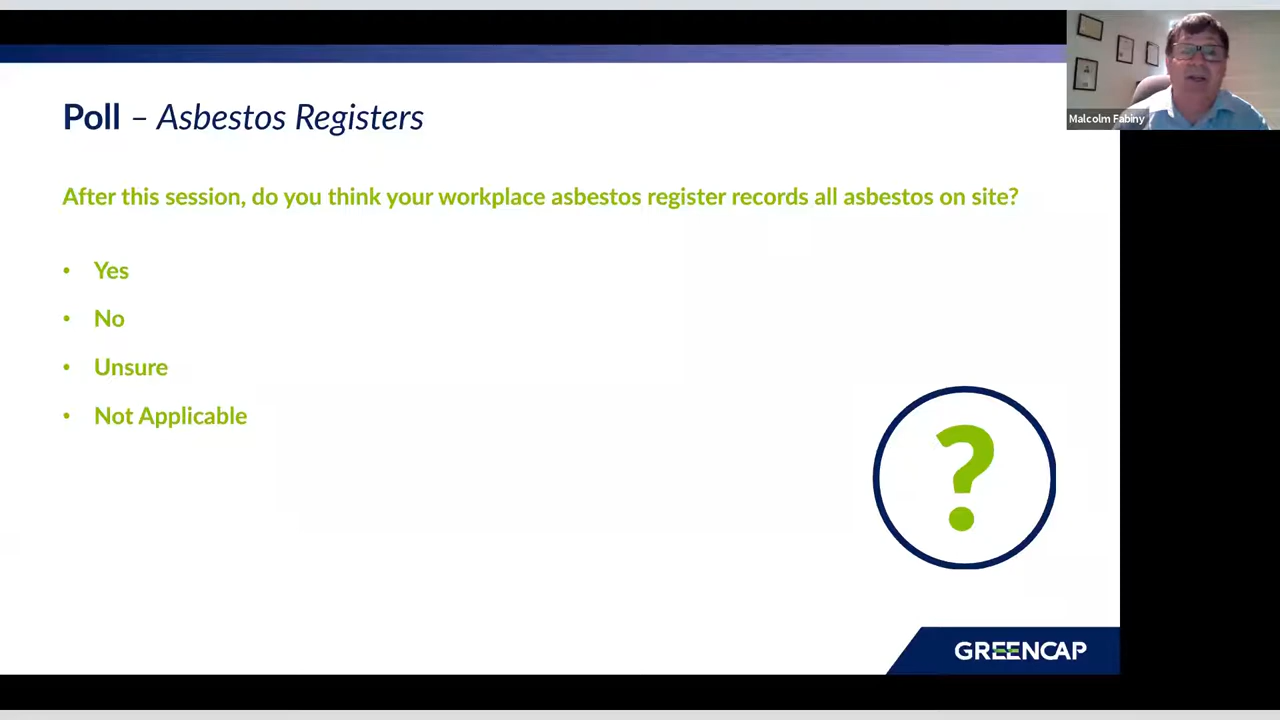 Poll – Asbestos Registers
After this session, do you think your workplace asbestos register records all asbestos on site?
• Yes
• No
• Unsure
• Not Applicable
?
GREENCAP
Malcolm Fabiny